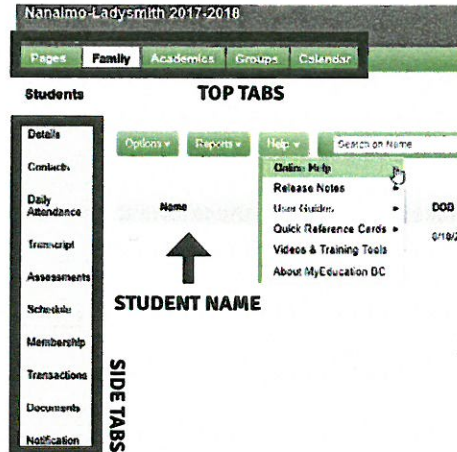 Nanaimo-Ladysmith 2017-2018
Pages Family Academics Groups Calendar
Students
TOP TABS
Details
Options Reports Help Search on Name
Online Help
Contacts
Release Notes
Daily
Attendance
Name
User Guides
DOB
Quick Reference Cards
Transcript
Videos & Training Tools
Assessments
About MyEducation BC
STUDENT NAME
Schedule
Membership
Transactions
Documents
Notification
SIDE TABS